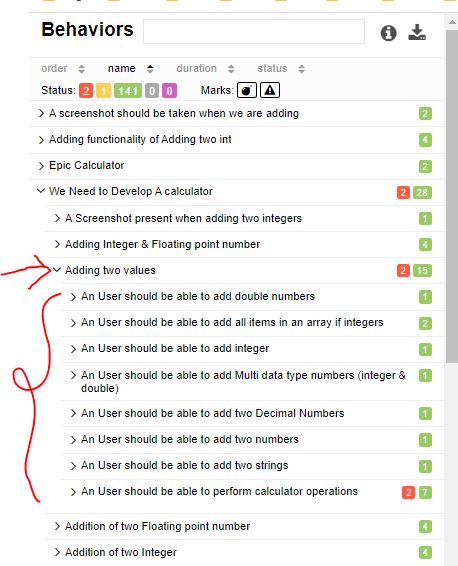 Behaviors
order name duration status
Status: 2 1 141 0 0 Marks:
A screenshot should be taken when we are adding 2
Adding functionality of Adding two int 4
Epic Calculator 2
We Need to Develop A calculator 2 28
A Screenshot present when adding two integers 1
Adding Integer & Floating point number 4
Adding two values 2 15
An User should be able to add double numbers 1
An User should be able to add all items in an array if integers 2
An User should be able to add integer 1
An User should be able to add Multi data type numbers (integer & 1
double)
An User should be able to add two Decimal Numbers 1
An User should be able to add two numbers 1
An User should be able to add two strings 1
An User should be able to perform calculator operations 2 7
Addition of two Floating point number 4
Addition of two Integer 4